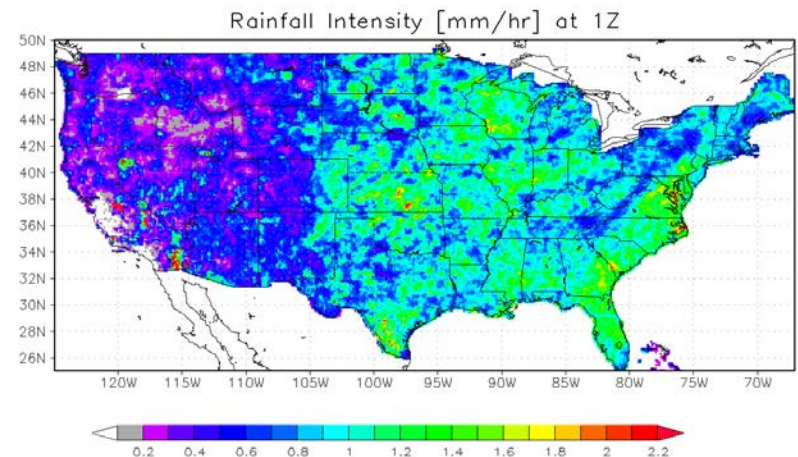 Rainfall Intensity [mm/hr] at 1Z
50N
48N
46N
44N
42N
40N
38N
36N
34N
32N
30N
28N
26N
120W 115W 110W 105W 100W 95W 90W 85W 80W 75W 70W
0.2 0.4 0.6 0.8 1 1.2 1.4 1.6 1.8 2 2.2